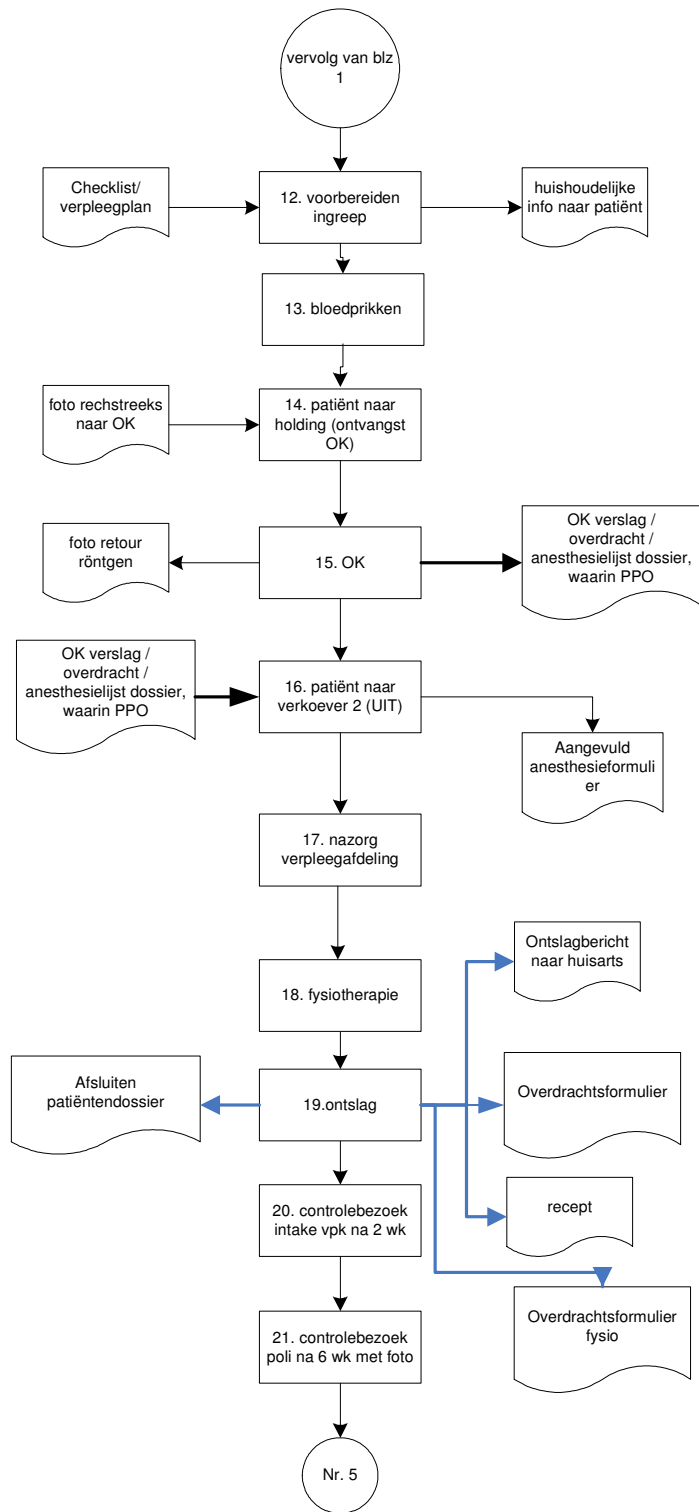 vervolg van blz
1
Checklist/
verpleegplan
12. voorbereiden
ingreep
huishoudelijke
info naar patiënt
13. bloedprikken
foto rechstreeks
naar OK
14. patiënt naar
holding (ontvangst
OK)
foto retour
röntgen
15. OK
OK verslag /
overdracht /
anesthesielijst dossier,
waarin PPO
OK verslag /
overdracht /
anesthesielijst dossier,
waarin PPO
16. patiënt naar
verkoever 2 (UIT)
Aangevuld
anesthesieformuli
er
17. nazorg
verpleegafdeling
Ontslagbericht
naar huisarts
18. fysiotherapie
Afsluiten
patiëntendossier
19.ontslag
Overdrachtsformulier
20. controlebezoek
intake vpk na 2 wk
recept
21. controlebezoek
poli na 6 wk met foto
Overdrachtsformulier
fysio
Nr. 5